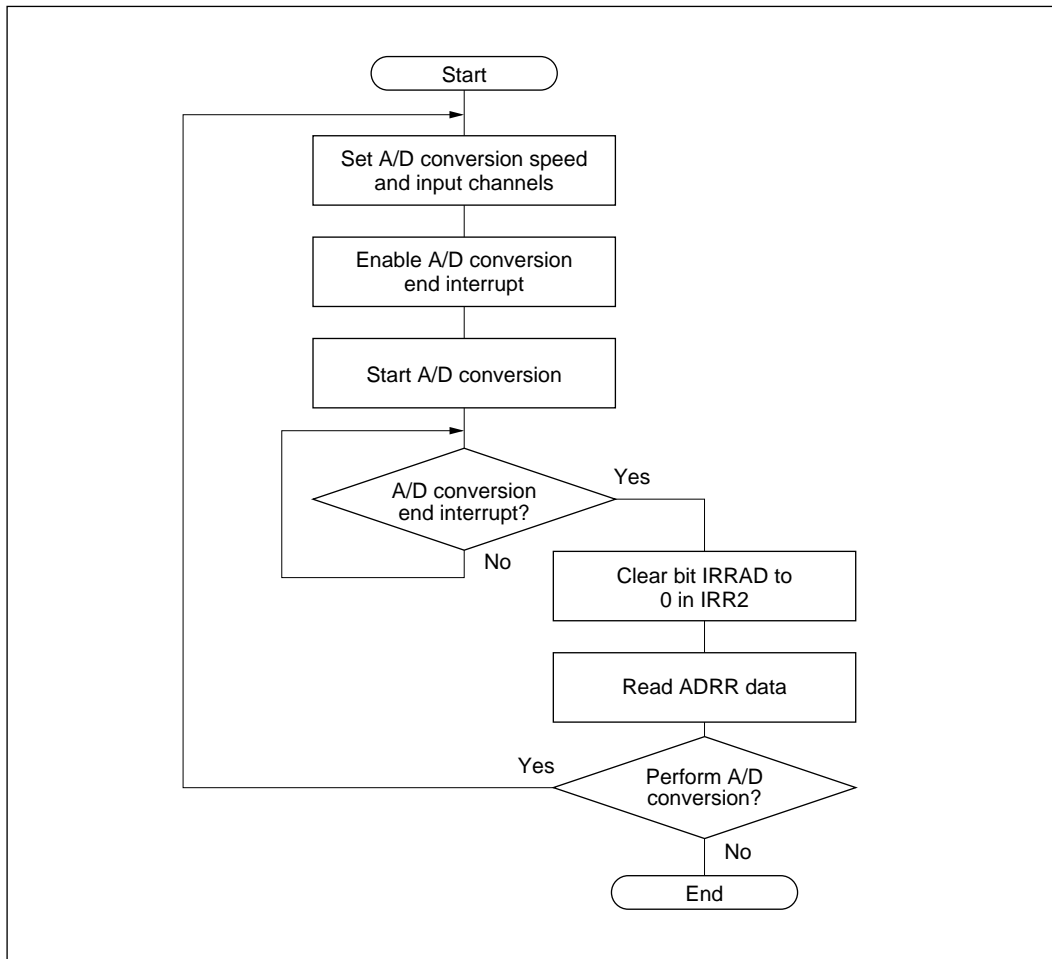 Start
Set A/D conversion speed
and input channels
Enable A/D conversion
end interrupt
Start A/D conversion
Yes
A/D conversion
end interrupt?
No
Clear bit IRRAD to
0 in IRR2
Read ADRR data
Yes
Perform A/D
conversion?
No
End